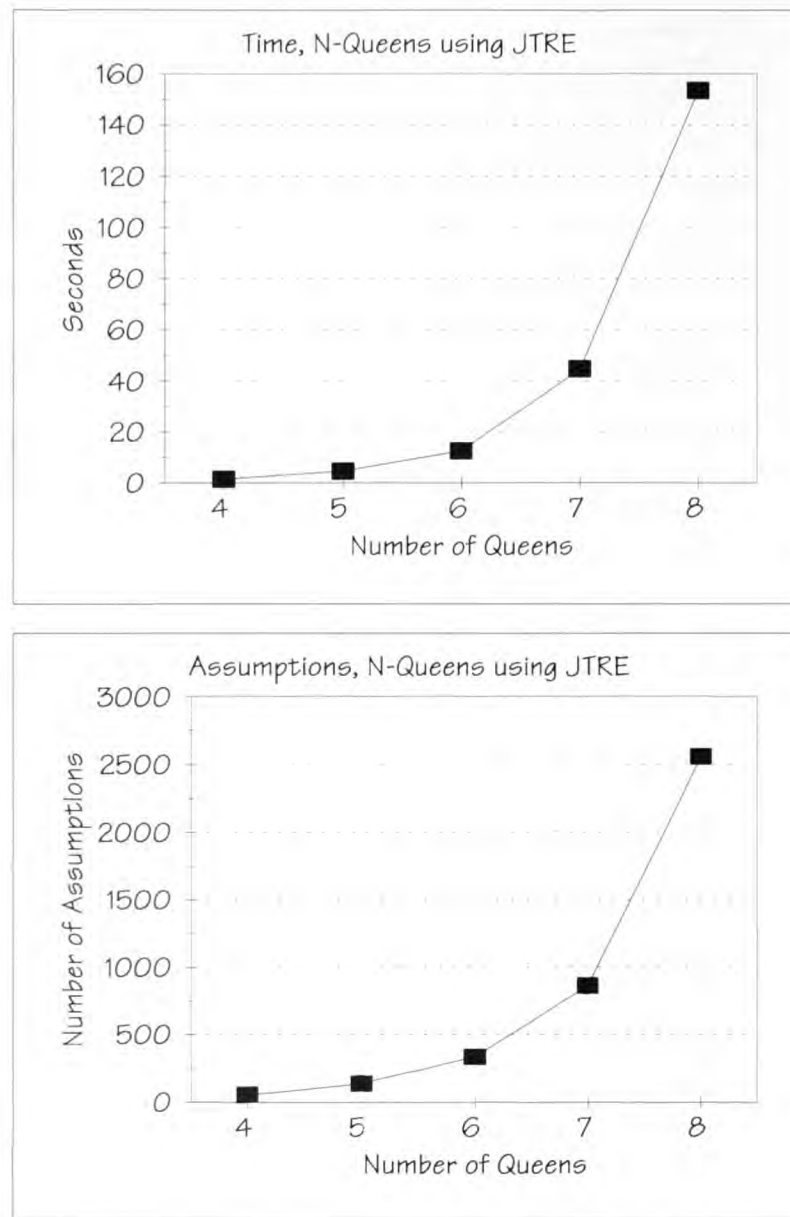 Time, N-Queens using JTRE
160
140
120
100
80
60
40
20
0
Seconds
4 5 6 7 8
Number of Queens
Assumptions, N-Queens using JTRE
3000
2500
2000
1500
1000
500
0
Number of Assumptions
4 5 6 7 8
Number of Queens